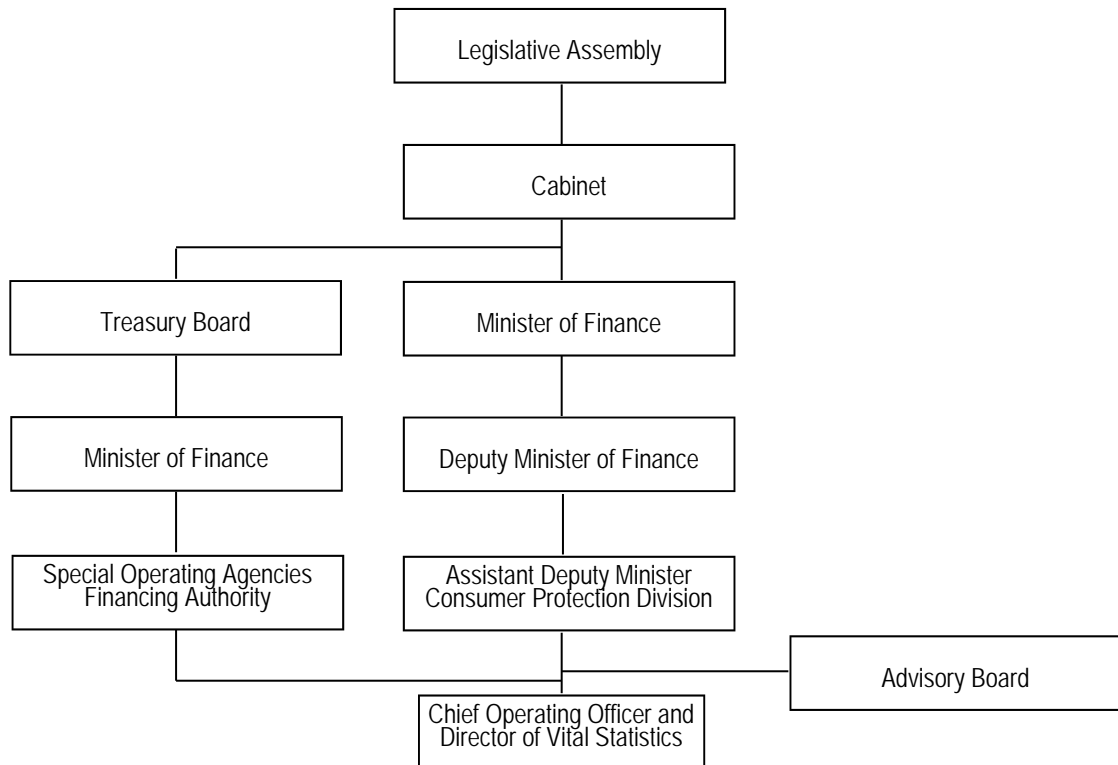 Legislative Assembly
Cabinet
Treasury Board
Minister of Finance
Minister of Finance
Deputy Minister of Finance
Special Operating Agencies
Financing Authority
Assistant Deputy Minister
Consumer Protection Division
Advisory Board
Chief Operating Officer and
Director of Vital Statistics